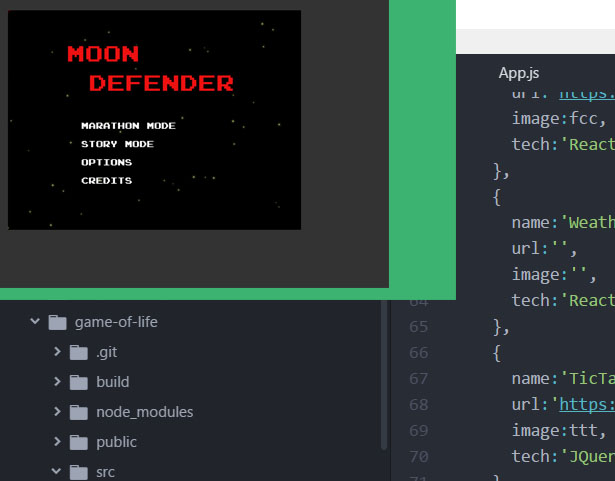 MOON
DEFENDER
MARATHON MODE
STORY MODE
OPTIONS
CREDITS
App.js
url: 'https:
image:fcc,
tech:'React
},
{
name:'Weath
url:'',
image:'',
64 tech:'React
65 },
66 {
67 name:'TicTa
68 url:'https:
69 image:ttt,
70 tech:'JQuer
71 }
game-of-life
.git
build
node_modules
public
src